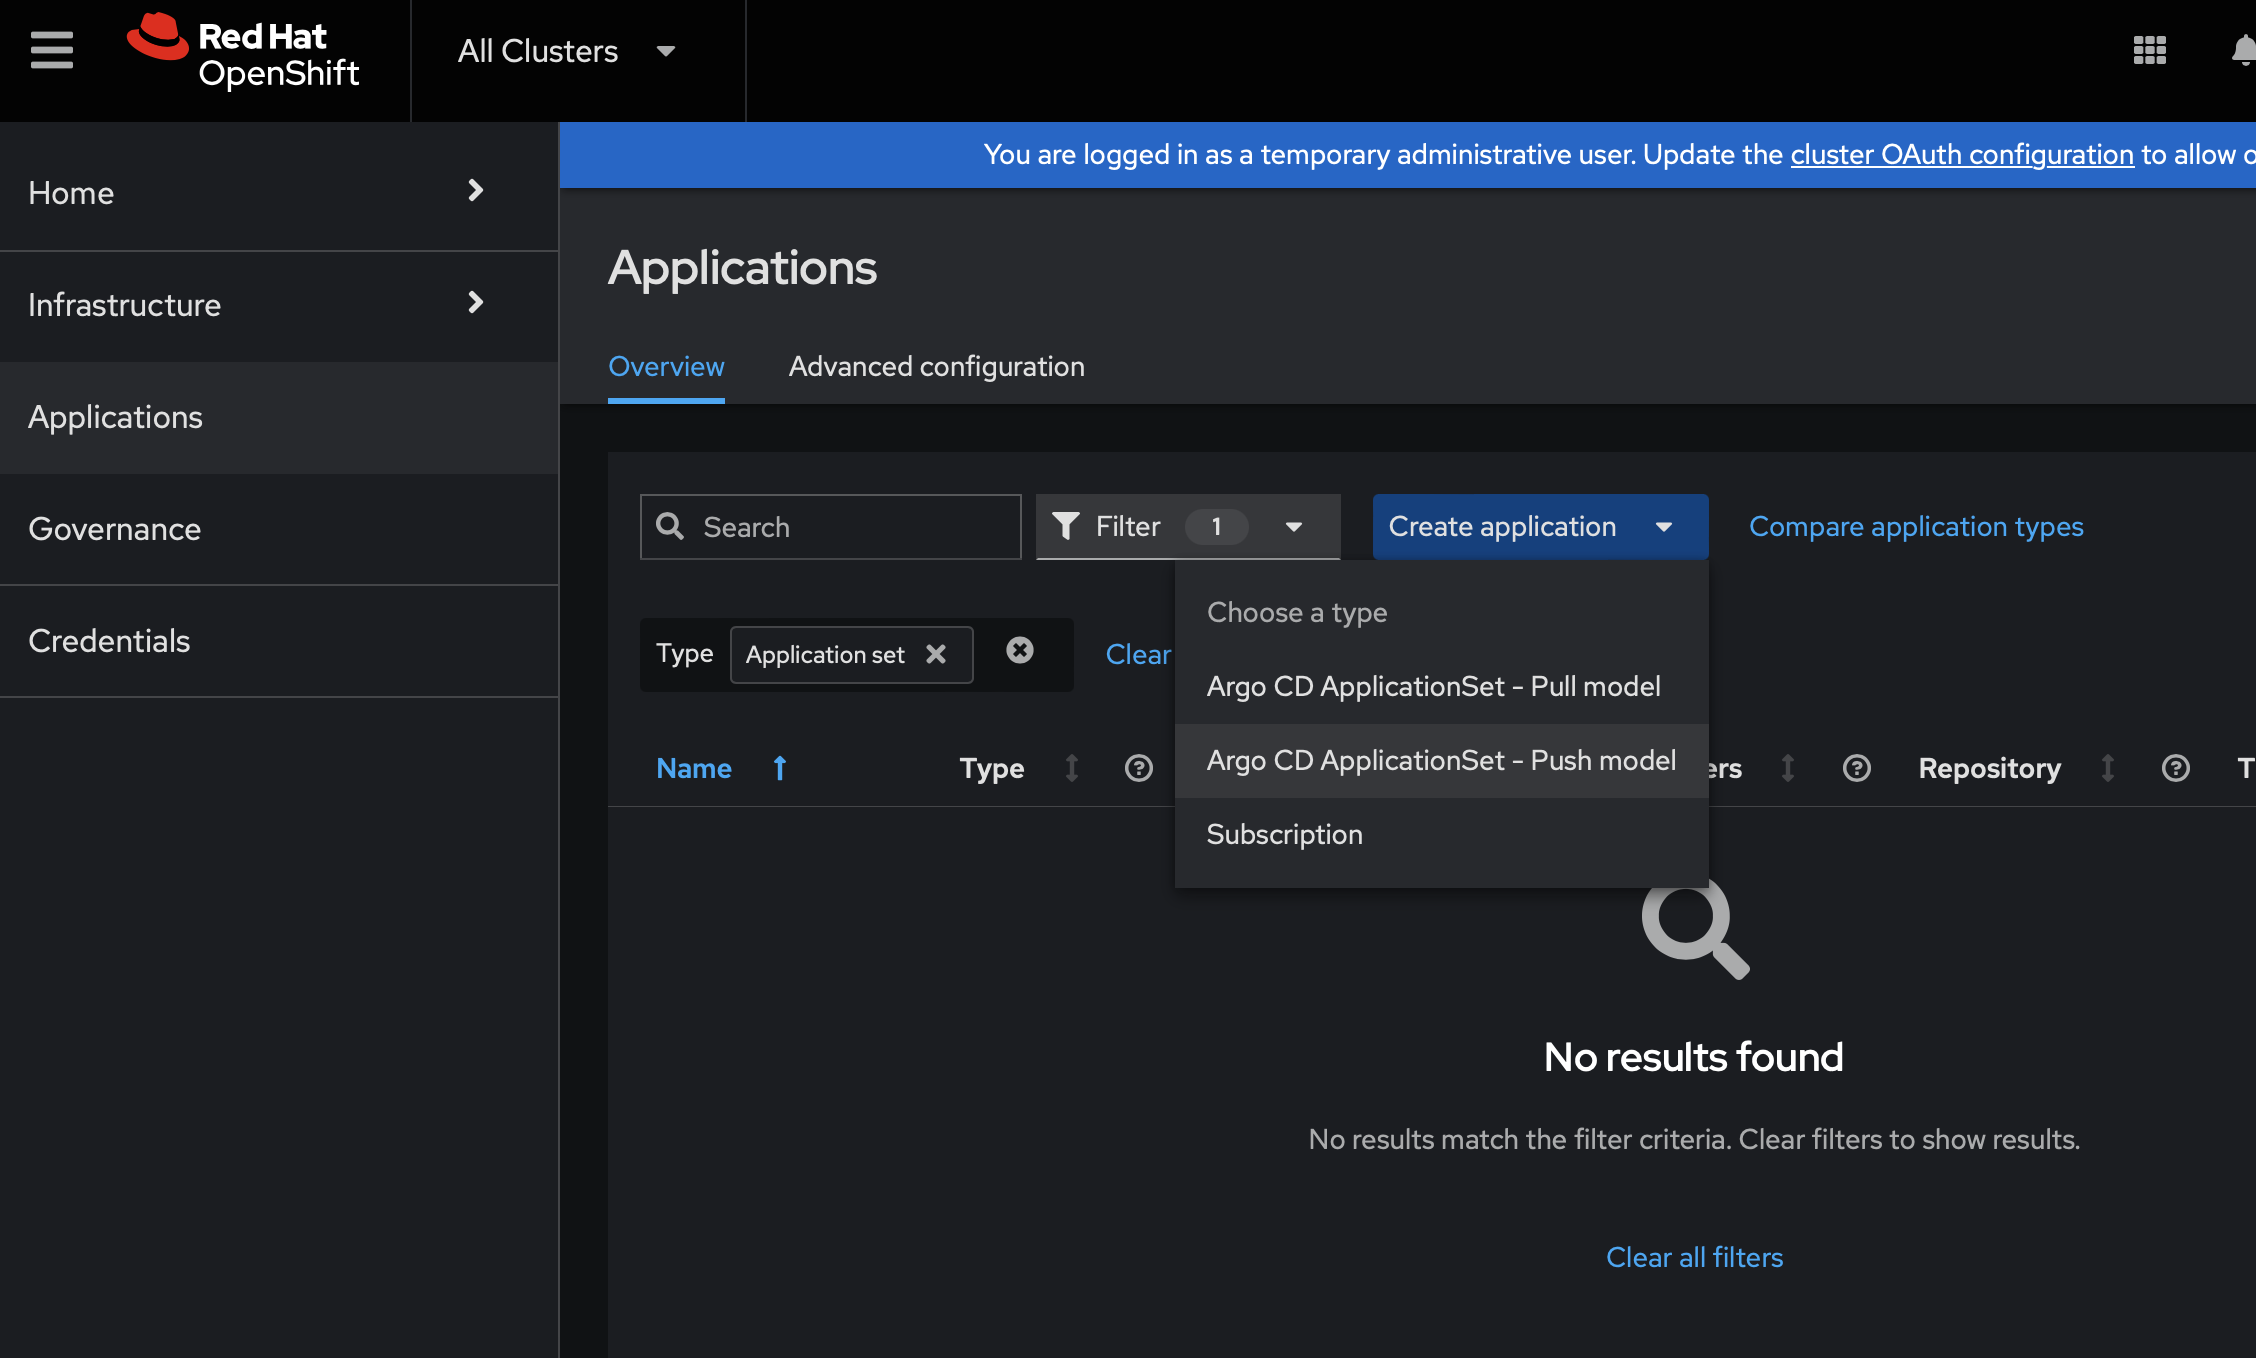 Red Hat
OpenShift
All Clusters
You are logged in as a temporary administrative user. Update the cluster OAuth configuration to allow
Home
Infrastructure
Applications
Governance
Credentials
Applications
Overview
Advanced configuration
Search
Filter 1
Create application
Compare application types
Choose a type
Argo CD ApplicationSet - Pull model
Argo CD ApplicationSet - Push model
Subscription
Type
Application set
Clear
Name
Type
Repository
No results found
No results match the filter criteria. Clear filters to show results.
Clear all filters